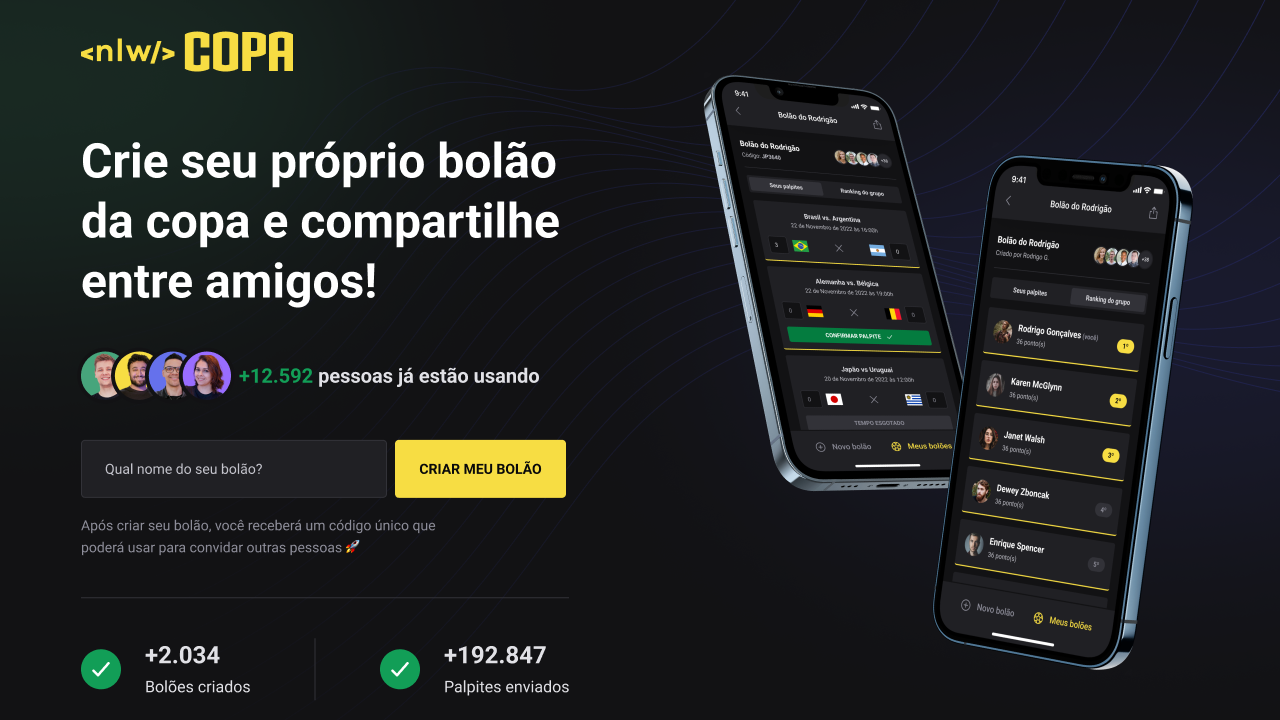 <nlw/> COPA
Crie seu próprio bolão
da copa e compartilhe
entre amigos!
+12.592 pessoas já estão usando
Qual nome do seu bolão?
CRIAR MEU BOLÃO
Após criar seu bolão, você receberá um código único que
poderá usar para convidar outras pessoas 🚀
+2.034
Bolões criados
+192.847
Palpites enviados
9:41
Bolão do Rodrigão
Bolão do Rodrigão
Código: JP3640
Seus palpites
Ranking do grupo
Brasil vs. Argentina
22 de Novembro de 2022 às 16:00h
3
0
Alemanha vs. Bélgica
22 de Novembro de 2022 às 19:00h
0
0
CONFIRMAR PALPITE
Japão vs Uruguai
20 de Novembro de 2022 às 12:00h
0
0
TEMPO ESGOTADO
Novo bolão
Meus bolões
9:41
Bolão do Rodrigão
Bolão do Rodrigão
Criado por Rodrigo G.
Seus palpites
Ranking do grupo
Rodrigo Gonçalves (você)
36 ponto(s)
1º
Karen McGlynn
36 ponto(s)
2º
Janet Walsh
36 ponto(s)
3º
Dewey Zboncak
36 ponto(s)
4º
Enrique Spencer
36 ponto(s)
5º
Novo bolão
Meus bolões